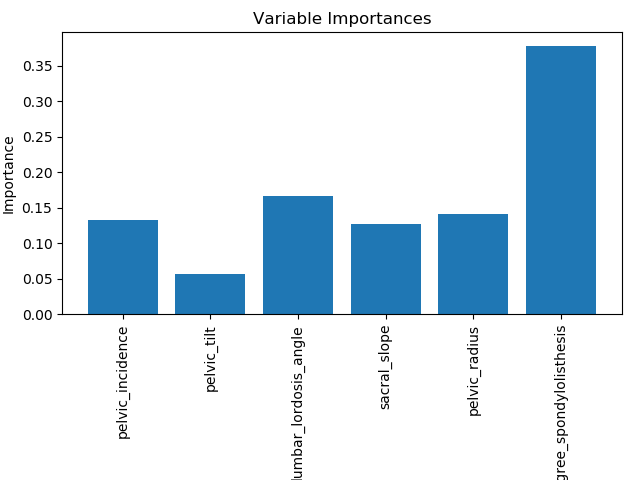 Variable Importances
Importance
0.35
0.30
0.25
0.20
0.15
0.10
0.05
0.00
pelvic_incidence
pelvic_tilt
lumbar_lordosis_angle
sacral_slope
pelvic_radius
gree_spondylolisthesis